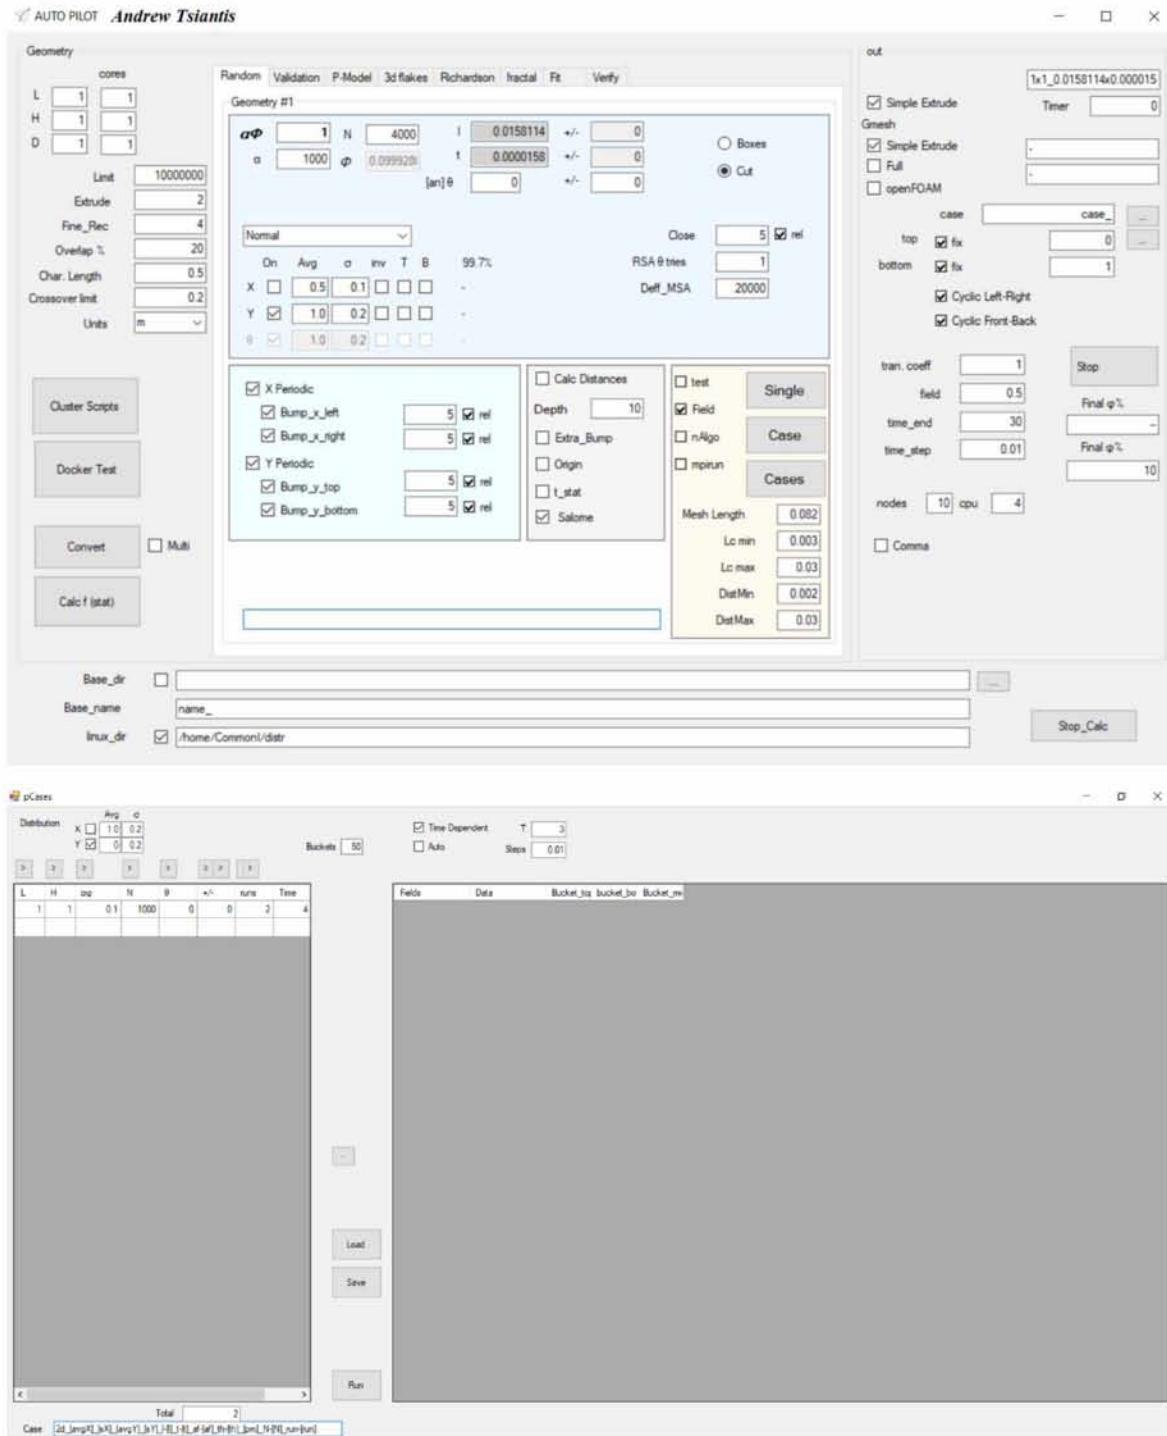 AUTO PILOT Andrew Tsiantis
Geometry
cores
L 1 1
H 1 1
D 1 1
Limit 10000000
Extrude 2
Fine_Rec 4
Overlap % 20
Char. Length 0.5
Crossover limit 0.2
Units m
Cluster Scripts
Docker Test
Convert Multi
Calc f (stat)
Random Validation P-Model 3d flakes Richardson fractal Fit Verify
Geometry #1
αΦ 1 N 4000 l 0.0158114 +/- 0
α 1000 Φ 0.099928 t 0.0000158 +/- 0
[an] θ 0 +/- 0
Boxes
Cut
Normal
Close 5 rel
On Avg σ inv T B 99.7%
RSA θ tries 1
X 0.5 0.1 -
Deff_MSA 20000
Y 1.0 0.2 -
θ 1.0 0.2 -
X Periodic
Bump_x_left 5 rel
Bump_x_right 5 rel
Y Periodic
Bump_y_top 5 rel
Bump_y_bottom 5 rel
Calc Distances
Depth 10
Extra_Bump
Origin
t_stat
Salome
test Single
Field
nAlgo Case
mpirun
Cases
Mesh Length 0.082
Lc min 0.003
Lc max 0.03
DistMin 0.002
DistMax 0.03
out
1x1_0.0158114x0.000015
Simple Extrude Timer 0
Gmesh
Simple Extrude -
Full
openFOAM -
case case_ ...
top fix 0 ...
bottom fix 1
Cyclic Left-Right
Cyclic Front-Back
tran. coeff 1 Stop
field 0.5 Final φ%
time_end 30 -
time_step 0.01 Final φ%
10
nodes 10 cpu 4
Comma
Base_dir ...
Base_name name_
linux_dir /home/Commonl/distr
Stop_Calc
pCases
Distribution Avg σ
X 1.0 0.2
Y 0 0.2
Buckets 50
Time Dependent T 3
Auto Steps 0.01
L H N θ +/- runs Time
1 1 0.1 1000 0 0 2 4
Fields Data Bucket_top bucket_bo Bucket_me
Load
Save
Run
Total 2
Case